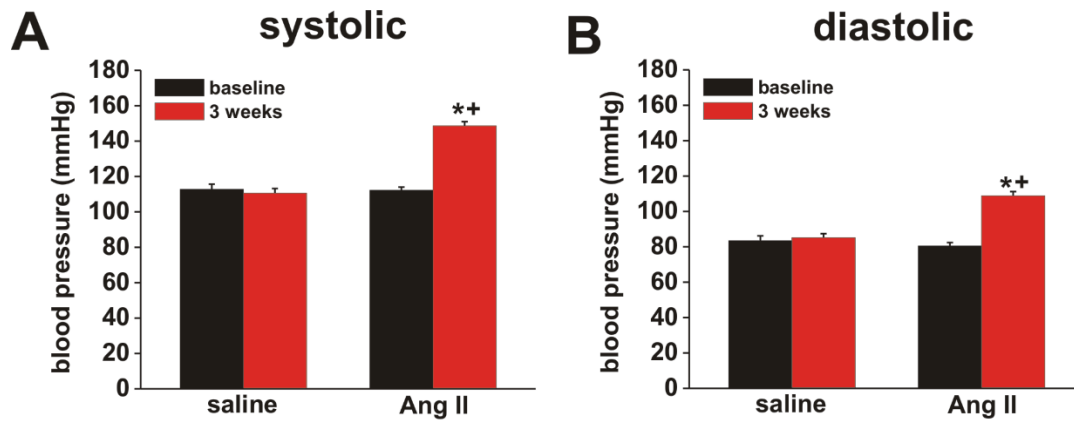 A
systolic
blood pressure (mmHg)
180
160
140
120
100
80
60
40
20
0
baseline
3 weeks
*+
saline
Ang II
B
diastolic
blood pressure (mmHg)
180
160
140
120
100
80
60
40
20
0
baseline
3 weeks
*+
saline
Ang II